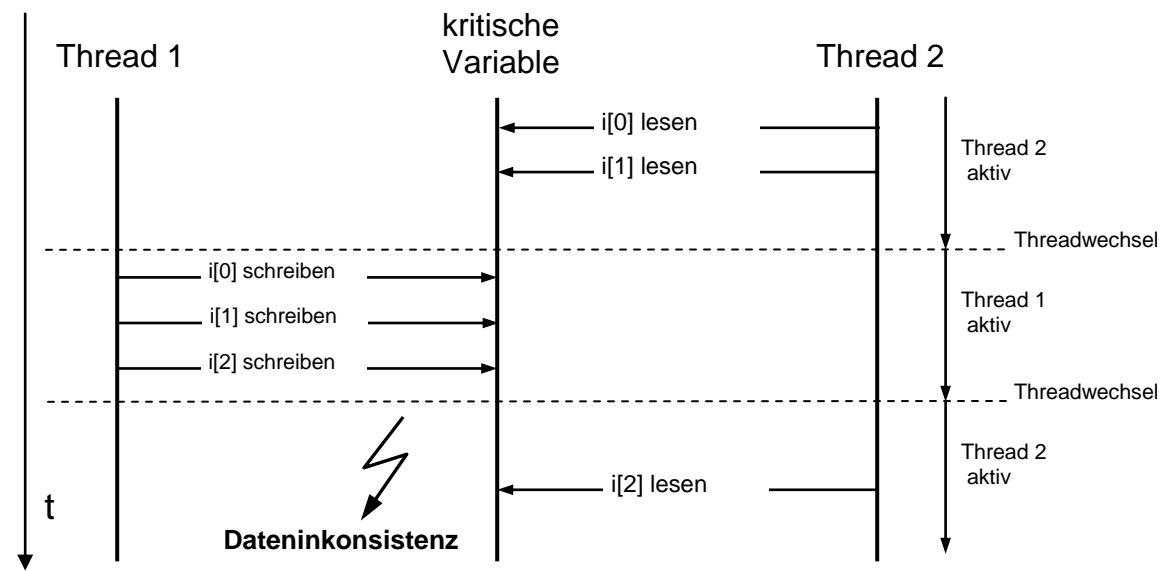 kritische
Variable
Thread 1
Thread 2
i[0] lesen
i[1] lesen
Thread 2
aktiv
Threadwechsel
i[0] schreiben
i[1] schreiben
i[2] schreiben
Thread 1
aktiv
Threadwechsel
Thread 2
aktiv
i[2] lesen
t
Dateninkonsistenz